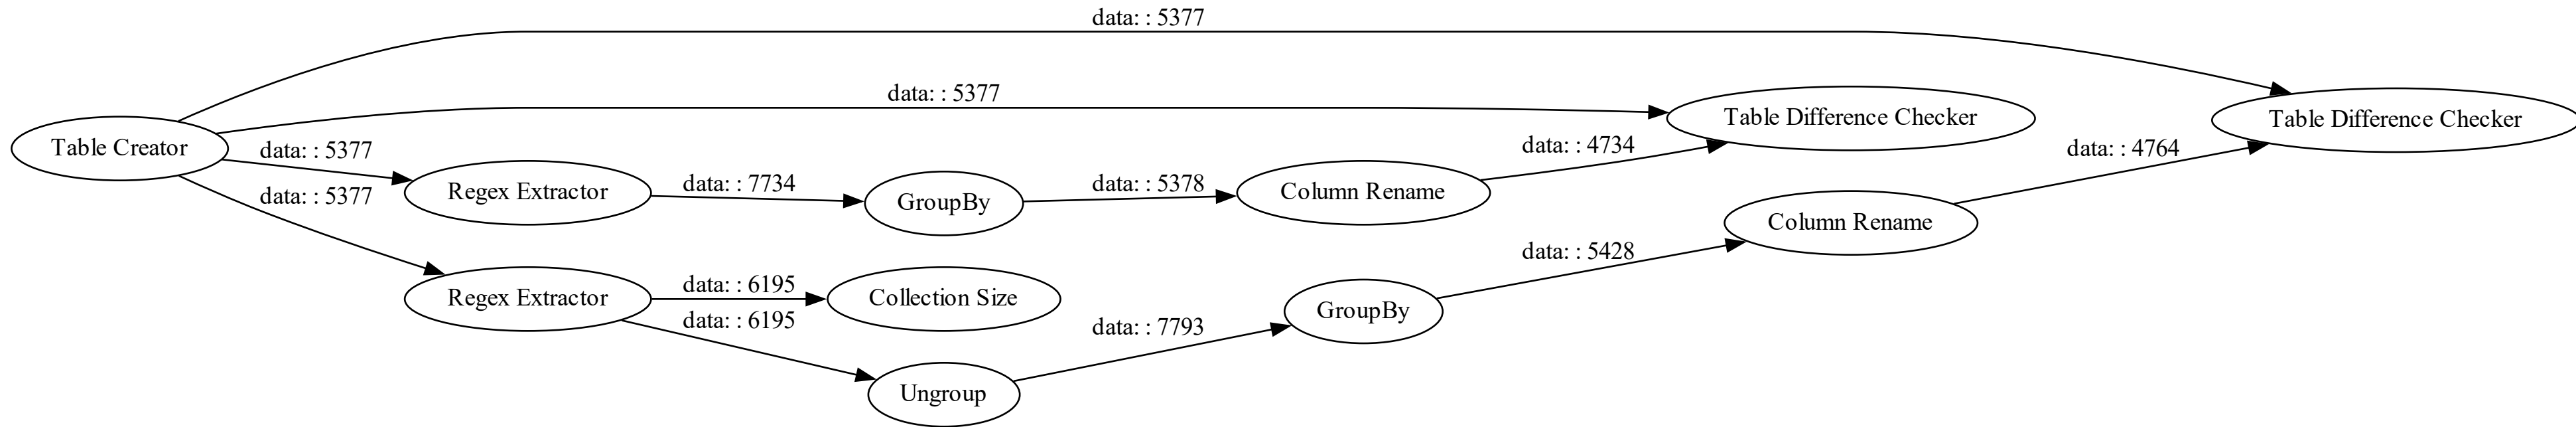 data: : 5377
data: : 5377
Table Creator
data: : 5377
data: : 5377
Regex Extractor
data: : 7734
GroupBy
data: : 5378
Column Rename
data: : 4734
Table Difference Checker
Table Difference Checker
data: : 4764
Column Rename
data: : 5428
Regex Extractor
data: : 6195
Collection Size
data: : 6195
GroupBy
data: : 7793
Ungroup